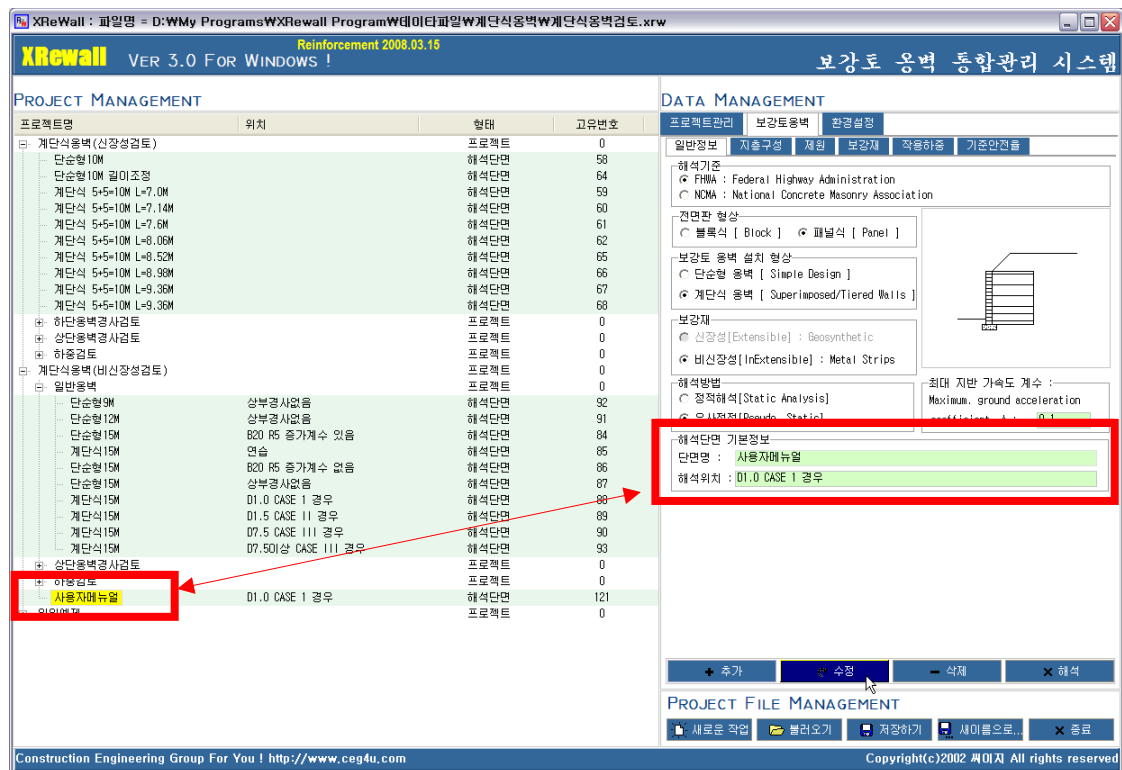 XReWall : 파일명 = D:₩My Programs₩XRewall Program₩데이타파일₩계단식옹벽₩계단식옹벽검토.xrw
Reinforcement 2008.03.15
XRewall VER 3.0 FOR WINDOWS !
보강토 옹벽 통합관리 시스템
PROJECT MANAGEMENT
프로젝트명 위치 형태 고유번호
계단식옹벽(신장성검토) 프로젝트 0
단순형10M 해석단면 58
단순형10M 길이조정 해석단면 64
계단식 5+5=10M L=7.0M 해석단면 59
계단식 5+5=10M L=7.14M 해석단면 60
계단식 5+5=10M L=7.6M 해석단면 61
계단식 5+5=10M L=8.06M 해석단면 62
계단식 5+5=10M L=8.52M 해석단면 65
계단식 5+5=10M L=8.98M 해석단면 66
계단식 5+5=10M L=9.36M 해석단면 67
계단식 5+5=10M L=9.36M 해석단면 68
하단옹벽경사검토 프로젝트 0
상단옹벽경사검토 프로젝트 0
하중검토 프로젝트 0
계단식옹벽(비신장성검토) 프로젝트 0
일반옹벽 프로젝트 0
단순형9M 상부경사없음 해석단면 92
단순형12M 상부경사없음 해석단면 91
단순형15M B20 R5 증가계수 있음 해석단면 84
계단식15M 연습 해석단면 85
단순형15M B20 R5 증가계수 없음 해석단면 86
단순형15M 상부경사없음 해석단면 87
계단식15M D1.0 CASE 1 경우 해석단면 88
계단식15M D1.5 CASE II 경우 해석단면 89
계단식15M D7.5 CASE III 경우 해석단면 90
계단식15M D7.50이상 CASE III 경우 해석단면 93
상단옹벽경사검토 프로젝트 0
하중검토 프로젝트 0
사용자메뉴얼 D1.0 CASE 1 경우 해석단면 121
프로젝트 0
DATA MANAGEMENT
프로젝트관리 보강토옹벽 환경설정
일반정보 지층구성 제원 보강재 작용하중 기준안전율
해석기준
FHWA : Federal Highway Administration
NCMA : National Concrete Masonry Association
전면판 형상
블록식 [ Block ] 패널식 [ Panel ]
보강토 옹벽 설치 형상
단순형 옹벽 [ Simple Design ]
계단식 옹벽 [ Superimposed/Tiered Walls ]
보강재
신장성[Extensible] : Geosynthetic
비신장성[InExtensible] : Metal Strips
해석방법
정적해석[Static Analysis]
유사정적[Pseudo. Static]
최대 지반 가속도 계수 :
Maximum. ground acceleration
coefficient, A : 0.1
해석단면 기본정보
단면명 : 사용자메뉴얼
해석위치 : D1.0 CASE 1 경우
추가 수정 삭제 해석
PROJECT FILE MANAGEMENT
새로운 작업 불러오기 저장하기 새이름으로... 종료
Construction Engineering Group For You ! http://www.ceg4u.com
Copyright(c)2002 씨이지 All rights reserved